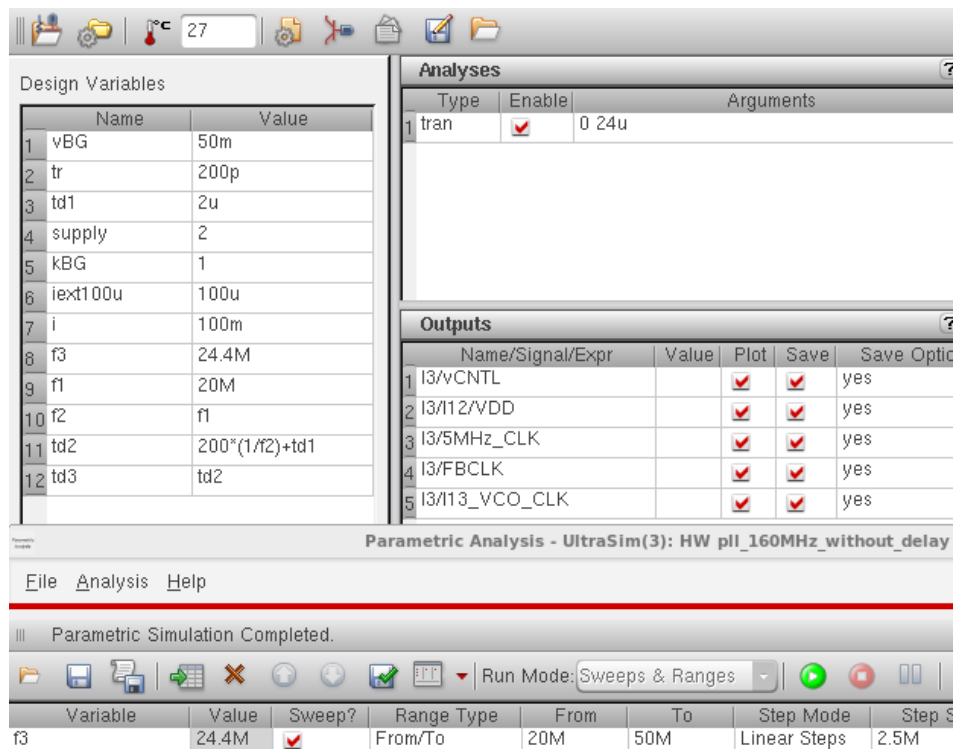 °C 27
Design Variables
Name Value
1 vBG 50m
2 tr 200p
3 td1 2u
4 supply 2
5 kBG 1
6 iext100u 100u
7 i 100m
8 f3 24.4M
9 f1 20M
10 f2 f1
11 td2 200*(1/f2)+td1
12 td3 td2
Analyses ?
Type Enable Arguments
1 tran 0 24u
Outputs ?
Name/Signal/Expr Value Plot Save Save Optio
1 I3/vCNTL yes
2 I3/I12/VDD yes
3 I3/5MHz_CLK yes
4 I3/FBCLK yes
5 I3/I13_VCO_CLK yes
Parametric Analysis - UltraSim(3): HW pll_160MHz_without_delay
File Analysis Help
Parametric Simulation Completed.
Run Mode: Sweeps & Ranges
Variable Value Sweep? Range Type From To Step Mode Step S
f3 24.4M From/To 20M 50M Linear Steps 2.5M